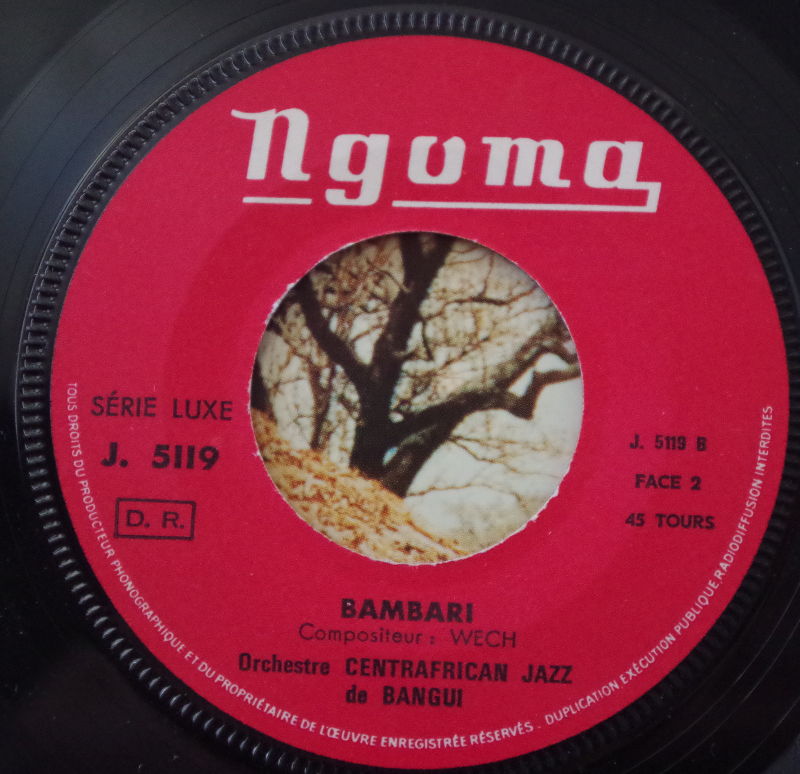 Ngoma
SÉRIE LUXE
J. 5119
D. R.
J. 5119 B
FACE 2
45 TOURS
BAMBARI
Compositeur : WECH
Orchestre CENTRAFRICAN JAZZ
de BANGUI
TOUS DROITS DU PRODUCTEUR PHONOGRAPHIQUE ET DU PROPRIÉTAIRE DE L'ŒUVRE ENREGISTRÉE RÉSERVÉS - DUPLICATION EXÉCUTION PUBLIQUE RADIODIFFUSION INTERDITES